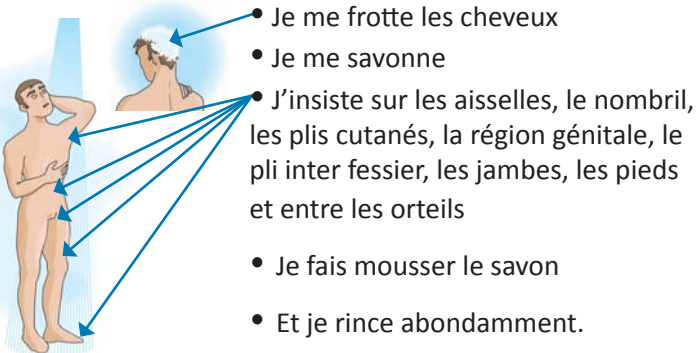 • Je me frotte les cheveux
• Je me savonne
• J’insiste sur les aisselles, le nombril,
les plis cutanés, la région génitale, le
pli inter fessier, les jambes, les pieds
et entre les orteils
• Je fais mousser le savon
• Et je rince abondamment.